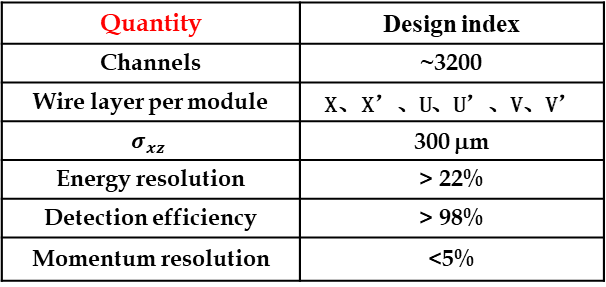 Quantity Design index
Channels ~3200
Wire layer per module X、X’、U、U’、V、V’
σxz 300 μm
Energy resolution > 22%
Detection efficiency > 98%
Momentum resolution <5%